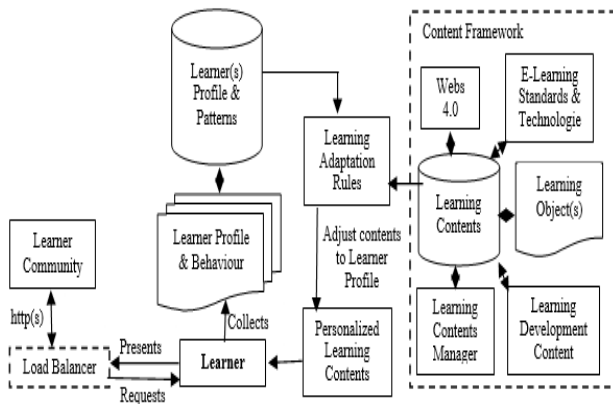 Content Framework
Learner(s)
Profile &
Patterns
Webs
4.0
E-Learning
Standards &
Technologie
Learning
Adaptation
Rules
Learning
Contents
Learning
Object(s)
Learner
Community
Learner Profile
& Behaviour
Adjust contents
to Learner
Profile
http(s)
Collects
Learning
Contents
Manager
Learning
Development
Content
Personalized
Learning
Contents
Load Balancer
Presents
Learner
Requests